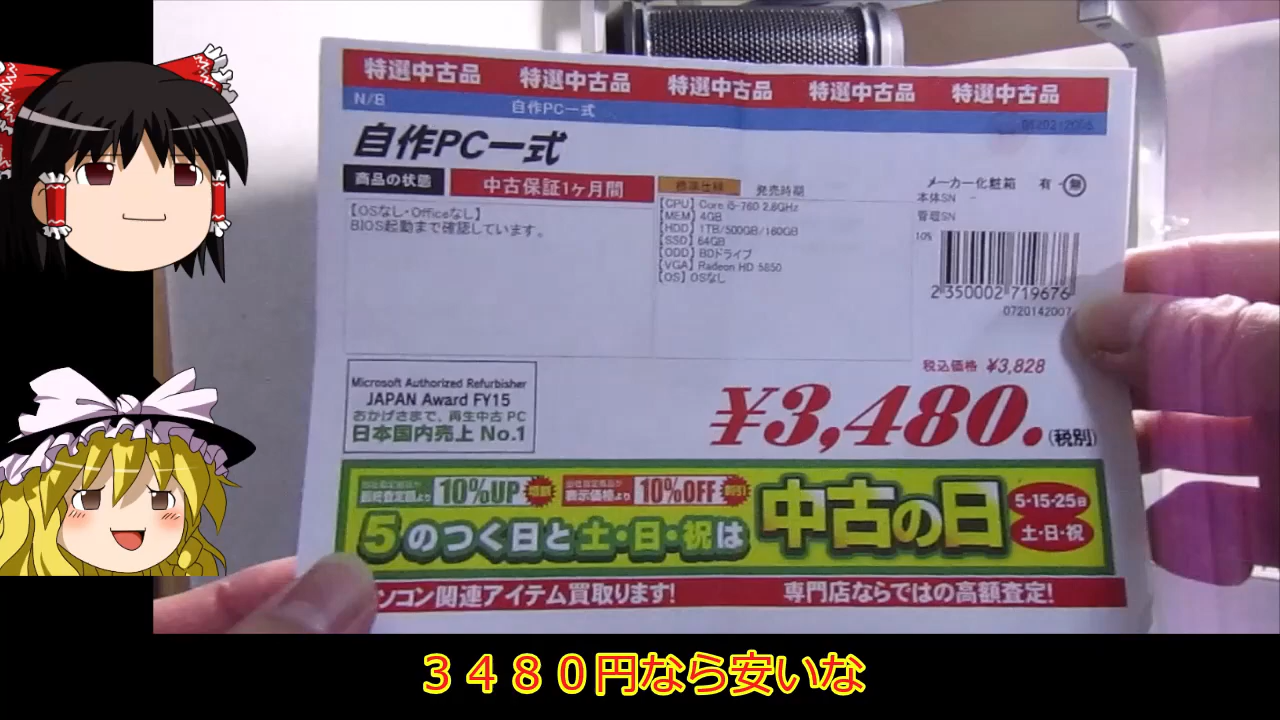 特選中古品 特選中古品 特選中古品 特選中古品 特選中古品
N/B 自作PC一式
自作PC一式
商品の状態 中古保証1ヶ月間
【OSなし・Officeなし】
BIOS起動まで確認しています。
標準仕様 発売時期
【CPU】Core i5-760 2.8GHz
【MEM】4GB
【HDD】1TB/500GB/160GB
【SSD】64GB
【ODD】BDドライブ
【VGA】Radeon HD 5850
【OS】OSなし
メーカー化粧箱 有・無
本体SN -
管理SN
10%
2 350002 719676
0720142007
税込価格 ¥3,828
¥3,480.(税別)
Microsoft Authorized Refurbisher
JAPAN Award FY15
おかげさまで、再生中古PC
日本国内売上 No.1
10%UP
表示価格より 10%OFF
5のつく日と土・日・祝は
中古の日
5・15・25日
土・日・祝
ソコン関連アイテム買取ります! 専門店ならではの高額査定!
3480円なら安いな